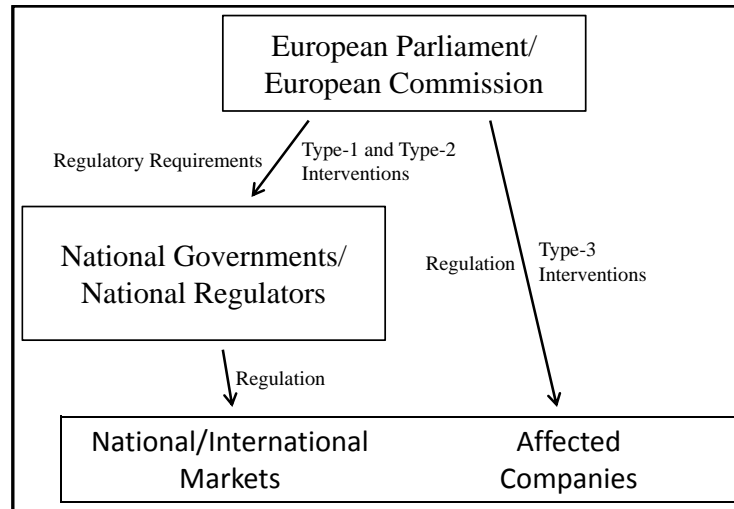 European Parliament/
European Commission
Regulatory Requirements
Type-1 and Type-2
Interventions
National Governments/
National Regulators
Regulation
Type-3
Interventions
Regulation
National/International
Markets
Affected
Companies